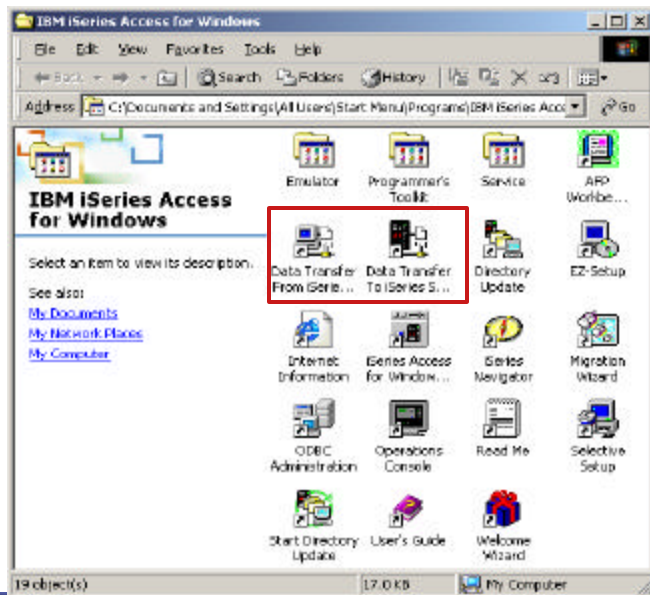 IBM iSeries Access for Windows
File Edit View Favorites Tools Help
Back Search Folders History
Address C:\Documents and Settings\All Users\Start Menu\Programs\IBM iSeries Acce Go
IBM iSeries Access
for Windows
Select an item to view its description.
See also:
My Documents
My Network Places
My Computer
Emulator
Programmer's
Toolkit
Service
AFP
Workbe...
Data Transfer
From iSerie...
Data Transfer
To iSeries S...
Directory
Update
EZ-Setup
Internet
Information
iSeries Access
for Window...
iSeries
Navigator
Migration
Wizard
ODBC
Administration
Operations
Console
Read Me
Selective
Setup
Start Directory
Update
User's Guide
Welcome
Wizard
19 object(s) 17.0 KB My Computer